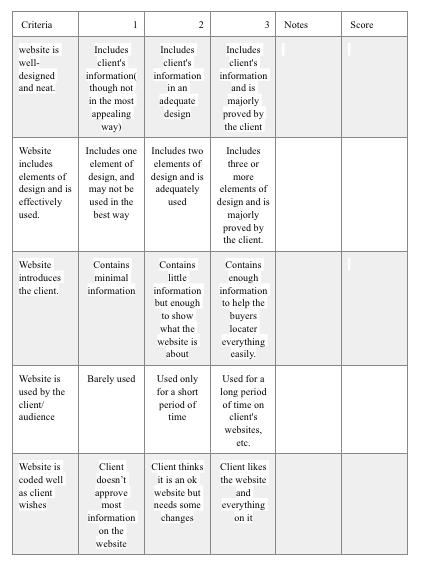 Criteria 1 2 3 Notes Score
website is
well-
designed
and neat.
Includes
client's
information(
though not
in the most
appealing
way)
Includes
client's
information
in an
adequate
design
Includes
client's
information
and is
majorly
proved by
the client
Website
includes
elements of
design and is
effectively
used.
Includes one
element of
design, and
may not be
used in the
best way
Includes two
elements of
design and is
adequately
used
Includes
three or
more
elements of
design and is
majorly
proved by
the client.
Website
introduces
the client.
Contains
minimal
information
Contains
little
information
but enough
to show
what the
website is
about
Contains
enough
information
to help the
buyers
locater
everything
easily.
Website is
used by the
client/
audience
Barely used
Used only
for a short
period of
time
Used for a
long period
of time on
client's
websites,
etc.
Website is
coded well
as client
wishes
Client
doesn't
approve
most
information
on the
website
Client thinks
it is an ok
website but
needs some
changes
Client likes
the website
and
everything
on it